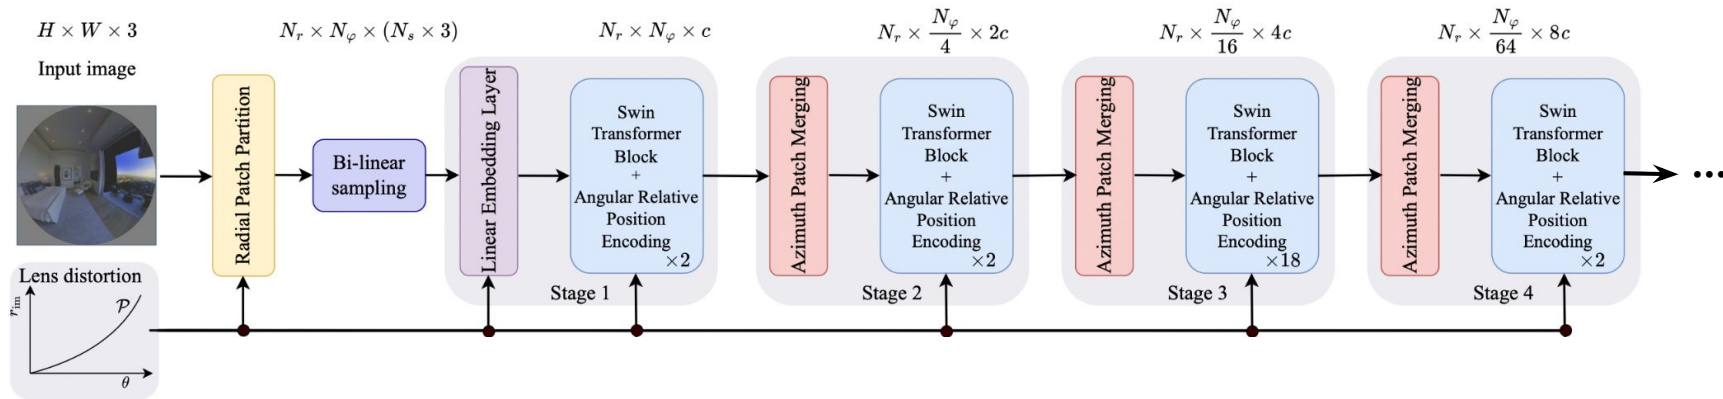 H × W × 3
Input image
N_r × N_φ × (N_s × 3)
N_r × N_φ × c
N_r × N_φ/4 × 2c
N_r × N_φ/16 × 4c
N_r × N_φ/64 × 8c
Radial Patch Partition
Bi-linear
sampling
Linear Embedding Layer
Swin
Transformer
Block
+
Angular Relative
Position
Encoding
×2
Stage 1
Azimuth Patch Merging
Swin
Transformer
Block
+
Angular Relative
Position
Encoding
×2
Stage 2
Azimuth Patch Merging
Swin
Transformer
Block
+
Angular Relative
Position
Encoding
×18
Stage 3
Azimuth Patch Merging
Swin
Transformer
Block
+
Angular Relative
Position
Encoding
×2
Stage 4
...
Lens distortion
r_im
𝒫
θ